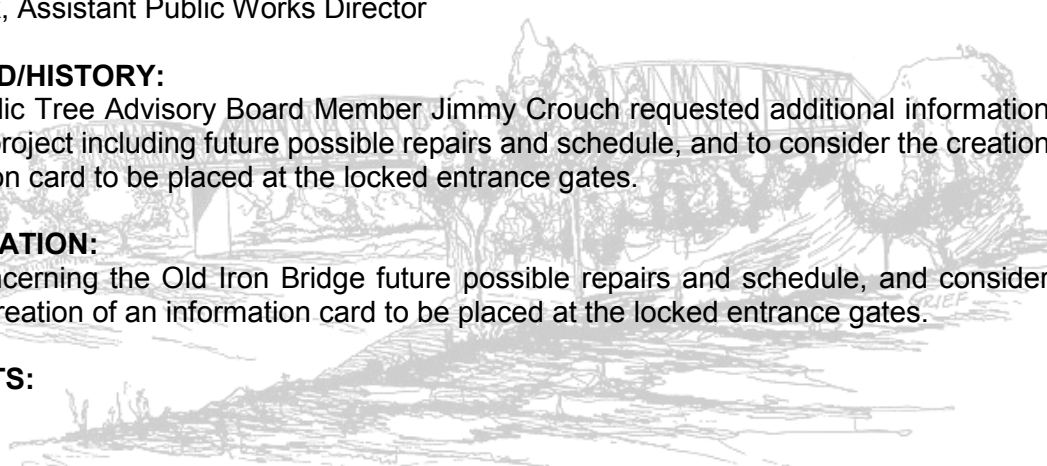 , Assistant Public Works Director
D/HISTORY:
lic Tree Advisory Board Member Jimmy Crouch requested additional information
project including future possible repairs and schedule, and to consider the creation
on card to be placed at the locked entrance gates.
ATION:
ncerning the Old Iron Bridge future possible repairs and schedule, and consider
reation of an information card to be placed at the locked entrance gates.
GRIEF
TS: